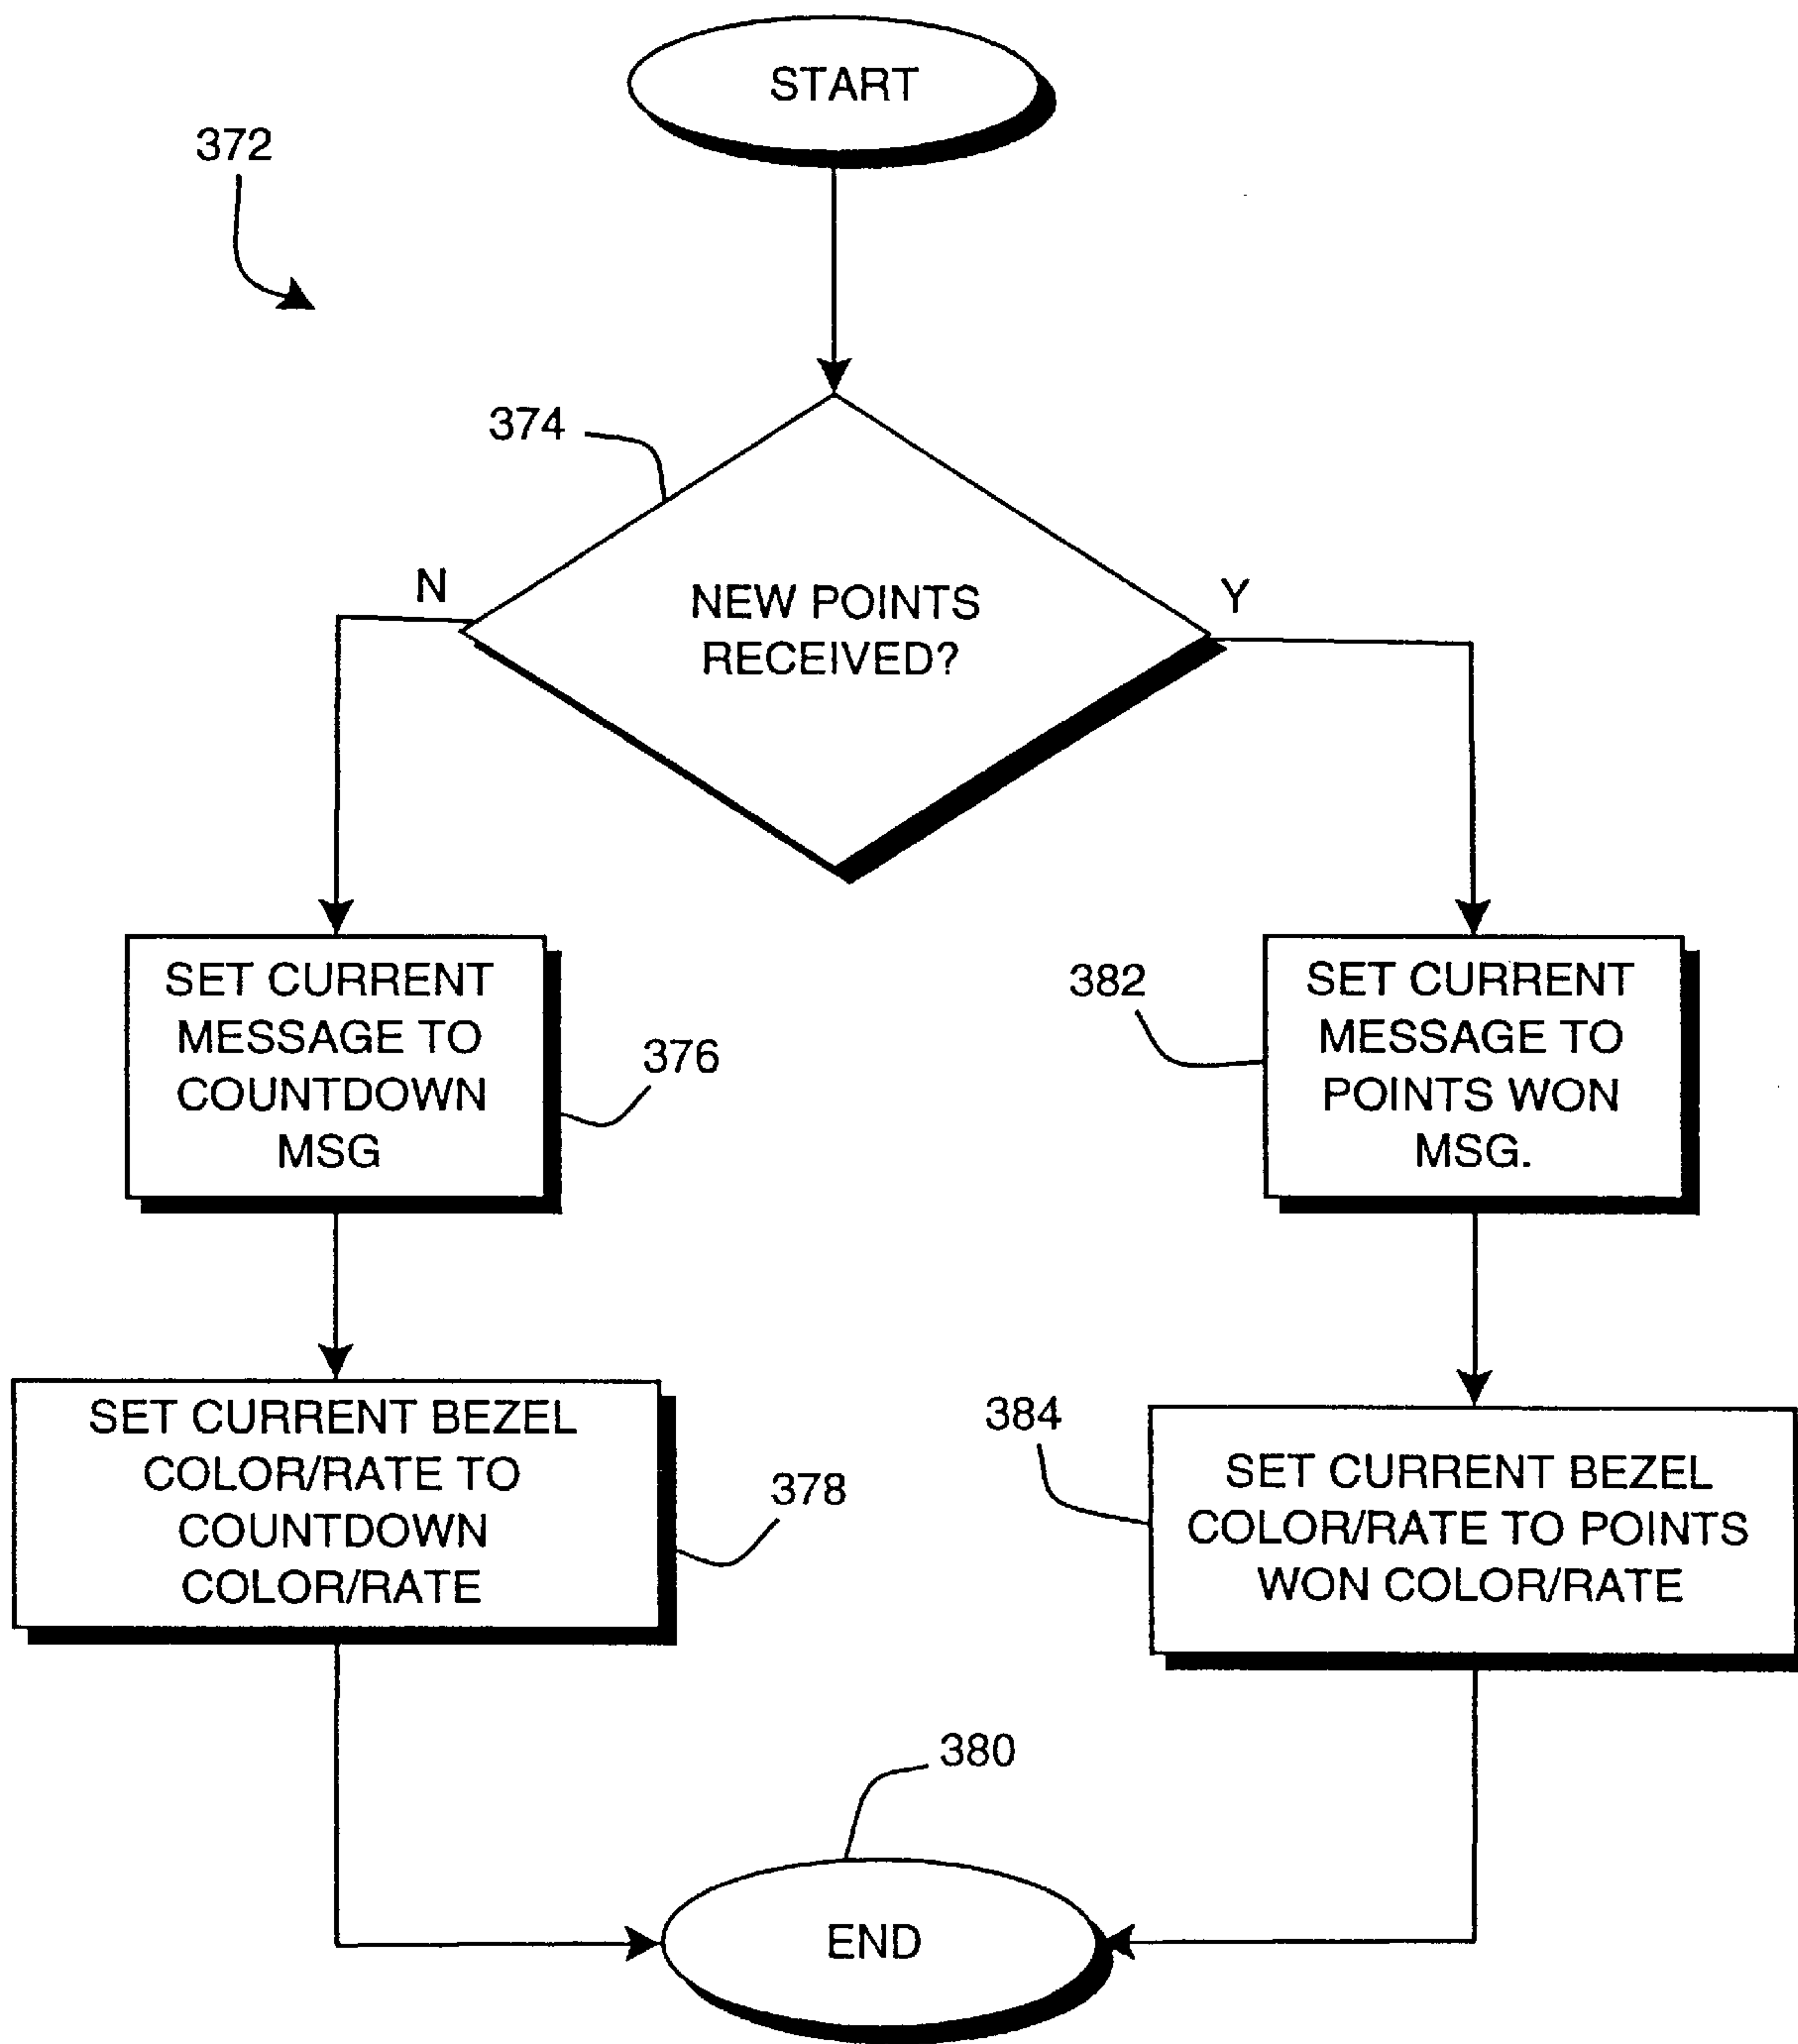 START
372
374
N
NEW POINTS
RECEIVED?
Y
SET CURRENT
MESSAGE TO
COUNTDOWN
MSG
376
382
SET CURRENT
MESSAGE TO
POINTS WON
MSG.
SET CURRENT BEZEL
COLOR/RATE TO
COUNTDOWN
COLOR/RATE
378
384
SET CURRENT BEZEL
COLOR/RATE TO POINTS
WON COLOR/RATE
380
END